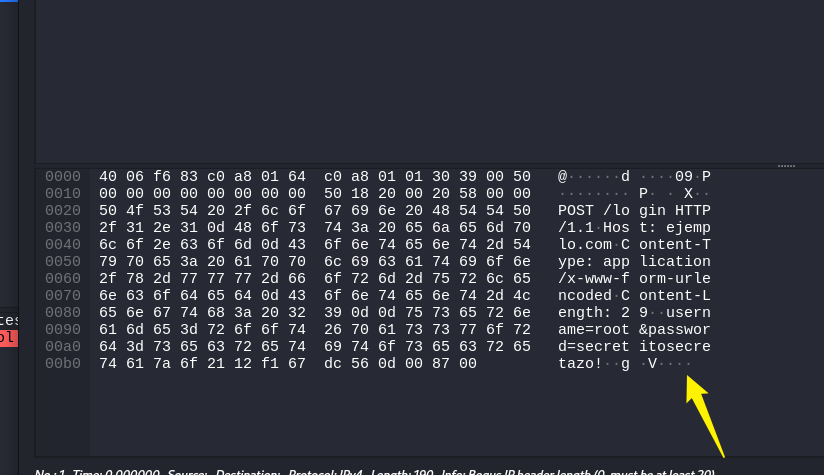 0000 40 06 f6 83 c0 a8 01 64 c0 a8 01 01 30 39 00 50 @······d ····09·P
0010 00 00 00 00 00 00 00 00 50 18 20 00 20 58 00 00 ········ P· · X··
0020 50 4f 53 54 20 2f 6c 6f 67 69 6e 20 48 54 54 50 POST /lo gin HTTP
0030 2f 31 2e 31 0d 48 6f 73 74 3a 20 65 6a 65 6d 70 /1.1·Hos t: ejemp
0040 6c 6f 2e 63 6f 6d 0d 43 6f 6e 74 65 6e 74 2d 54 lo.com·C ontent-T
0050 79 70 65 3a 20 61 70 70 6c 69 63 61 74 69 6f 6e ype: app lication
0060 2f 78 2d 77 77 77 2d 66 6f 72 6d 2d 75 72 6c 65 /x-www-f orm-urle
0070 6e 63 6f 64 65 64 0d 43 6f 6e 74 65 6e 74 2d 4c ncoded·C ontent-L
0080 65 6e 67 74 68 3a 20 32 39 0d 0d 75 73 65 72 6e ength: 2 9··usern
0090 61 6d 65 3d 72 6f 6f 74 26 70 61 73 73 77 6f 72 ame=root &passwor
00a0 64 3d 73 65 63 72 65 74 69 74 6f 73 65 63 72 65 d=secret itosecre
00b0 74 61 7a 6f 21 12 f1 67 dc 56 0d 00 87 00 tazo!··g ·V····
No.: 1 · Time: 0.000000 · Source: · Destination: · Protocol: IPv4 · Length: 190 · Info: Bogus IP header length (0, must be at least 20)